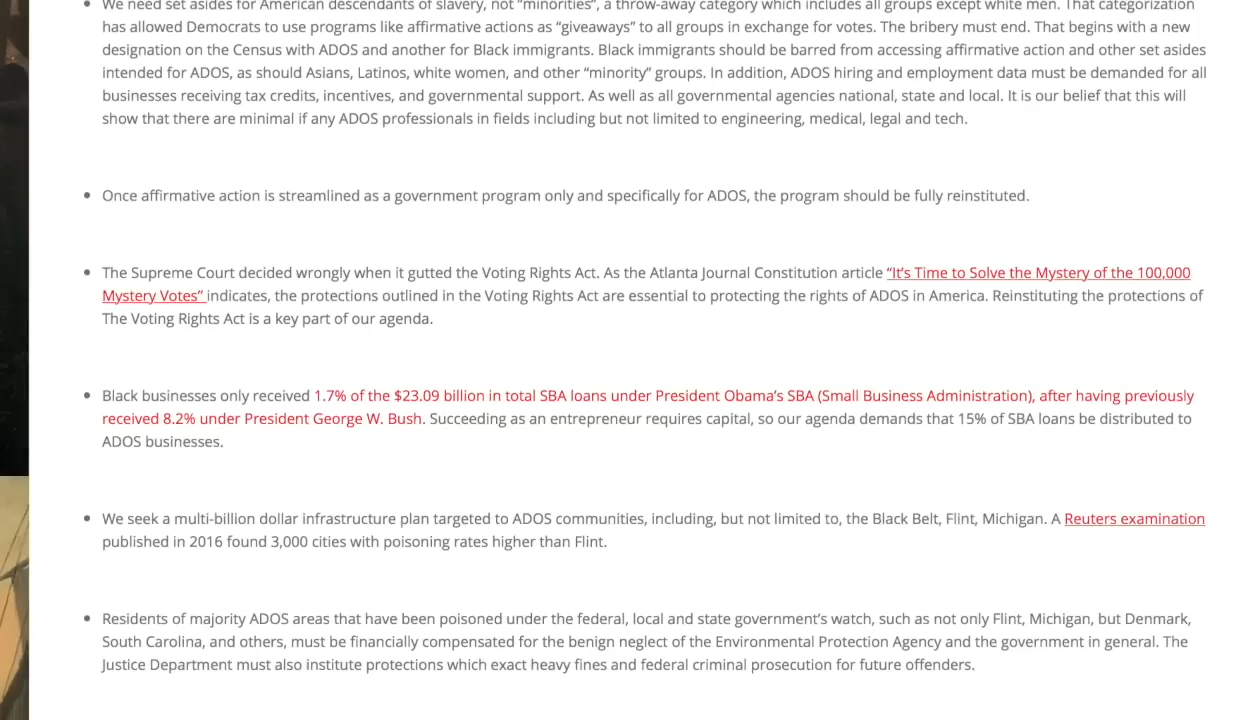 We need set asides for American descendants of slavery, not “minorities”, a throw-away category which includes all groups except white men. That categorization
has allowed Democrats to use programs like affirmative actions as “giveaways” to all groups in exchange for votes. The bribery must end. That begins with a new
designation on the Census with ADOS and another for Black immigrants. Black immigrants should be barred from accessing affirmative action and other set asides
intended for ADOS, as should Asians, Latinos, white women, and other “minority” groups. In addition, ADOS hiring and employment data must be demanded for all
businesses receiving tax credits, incentives, and governmental support. As well as all governmental agencies national, state and local. It is our belief that this will
show that there are minimal if any ADOS professionals in fields including but not limited to engineering, medical, legal and tech.
Once affirmative action is streamlined as a government program only and specifically for ADOS, the program should be fully reinstituted.
The Supreme Court decided wrongly when it gutted the Voting Rights Act. As the Atlanta Journal Constitution article “It’s Time to Solve the Mystery of the 100,000
Mystery Votes” indicates, the protections outlined in the Voting Rights Act are essential to protecting the rights of ADOS in America. Reinstituting the protections of
The Voting Rights Act is a key part of our agenda.
Black businesses only received 1.7% of the $23.09 billion in total SBA loans under President Obama’s SBA (Small Business Administration), after having previously
received 8.2% under President George W. Bush. Succeeding as an entrepreneur requires capital, so our agenda demands that 15% of SBA loans be distributed to
ADOS businesses.
We seek a multi-billion dollar infrastructure plan targeted to ADOS communities, including, but not limited to, the Black Belt, Flint, Michigan. A Reuters examination
published in 2016 found 3,000 cities with poisoning rates higher than Flint.
Residents of majority ADOS areas that have been poisoned under the federal, local and state government’s watch, such as not only Flint, Michigan, but Denmark,
South Carolina, and others, must be financially compensated for the benign neglect of the Environmental Protection Agency and the government in general. The
Justice Department must also institute protections which exact heavy fines and federal criminal prosecution for future offenders.